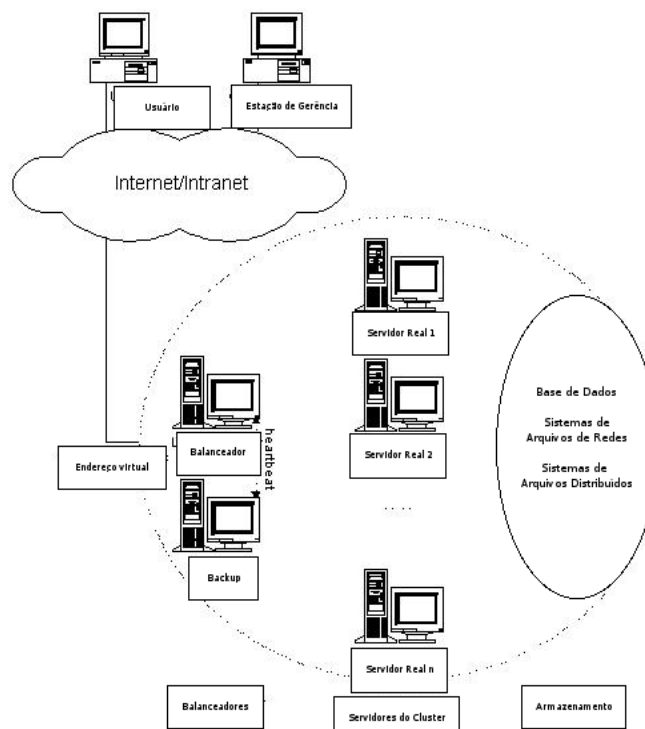 Usuário
Estação de Gerência
Internet/Intranet
Servidor Real 1
Servidor Real 2
....
Servidor Real n
Endereço virtual
Balanceador
heartbeat
Backup
Base de Dados
Sistemas de
Arquivos de Redes
Sistemas de
Arquivos Distribuidos
Balanceadores
Servidores do Cluster
Armazenamento